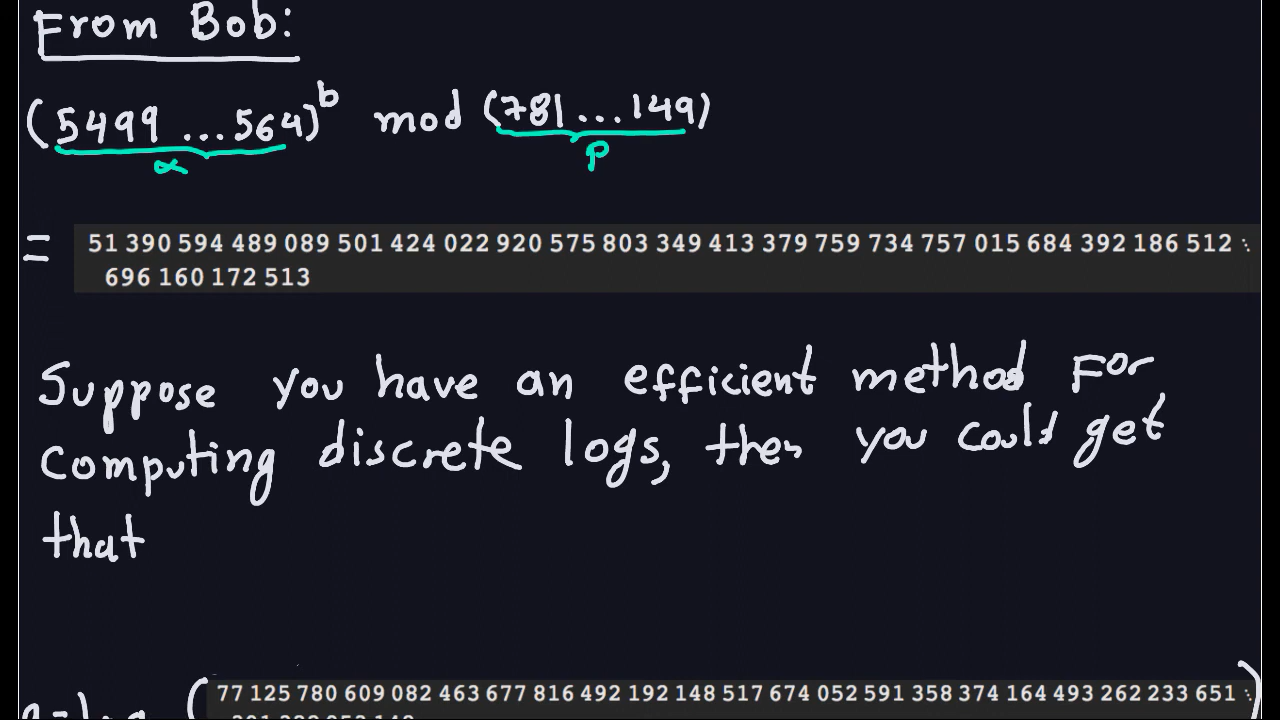 From Bob:
(5499 ... 564)^b mod (781 ... 149)
α p
= 51 390 594 489 089 501 424 022 920 575 803 349 413 379 759 734 757 015 684 392 186 512
696 160 172 513
Suppose you have an efficient method For
computing discrete logs, then you could get
that
a = log ( 77 125 780 609 082 463 677 816 492 192 148 517 674 052 591 358 374 164 493 262 233 651 )